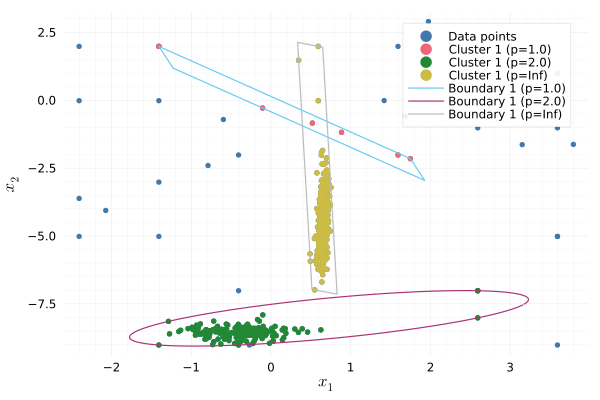 2.5
0.0
−2.5
−5.0
−7.5
x₂
−2
−1
0
1
2
3
x₁
Data points
Cluster 1 (p=1.0)
Cluster 1 (p=2.0)
Cluster 1 (p=Inf)
Boundary 1 (p=1.0)
Boundary 1 (p=2.0)
Boundary 1 (p=Inf)